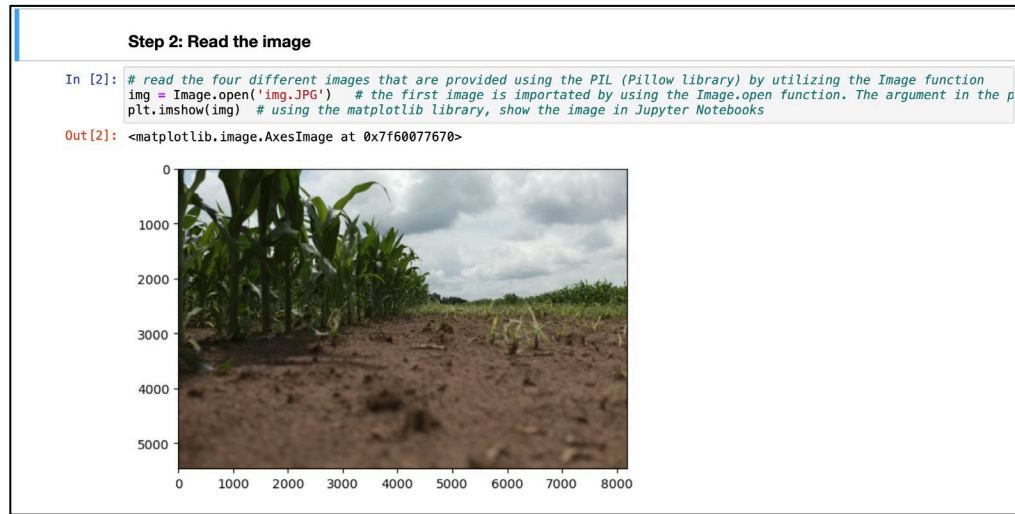 Step 2: Read the image
In [2]: # read the four different images that are provided using the PIL (Pillow library) by utilizing the Image function
img = Image.open('img.JPG')   # the first image is importated by using the Image.open function. The argument in the p
plt.imshow(img)  # using the matplotlib library, show the image in Jupyter Notebooks
Out[2]: <matplotlib.image.AxesImage at 0x7f60077670>
0
1000
2000
3000
4000
5000
0 1000 2000 3000 4000 5000 6000 7000 8000